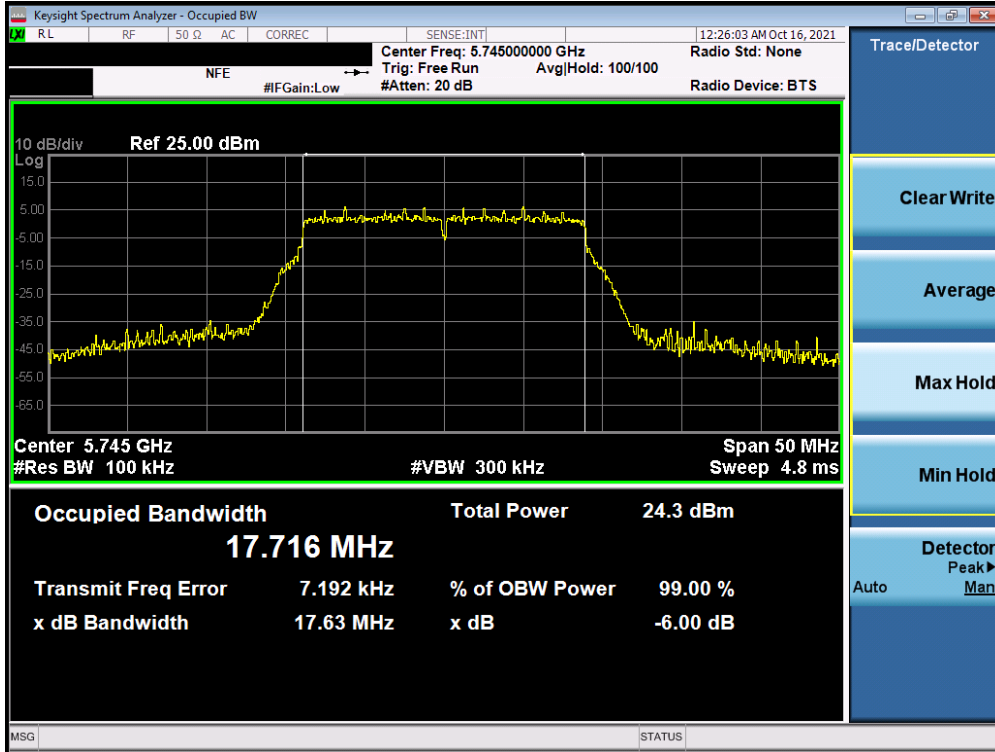 Keysight Spectrum Analyzer - Occupied BW
LXI RL RF 50 Ω AC CORREC SENSE:INT 12:26:03 AM Oct 16, 2021
Center Freq: 5.745000000 GHz Radio Std: None
NFE Trig: Free Run Avg|Hold: 100/100
#IFGain:Low #Atten: 20 dB Radio Device: BTS
10 dB/div Ref 25.00 dBm
Log
15.0
5.00
-5.00
-15.0
-25.0
-35.0
-45.0
-55.0
-65.0
Center 5.745 GHz Span 50 MHz
#Res BW 100 kHz #VBW 300 kHz Sweep 4.8 ms
Occupied Bandwidth Total Power 24.3 dBm
17.716 MHz
Transmit Freq Error 7.192 kHz % of OBW Power 99.00 %
x dB Bandwidth 17.63 MHz x dB -6.00 dB
MSG STATUS
Trace/Detector
Clear Write
Average
Max Hold
Min Hold
Detector
Peak▶
Auto Man